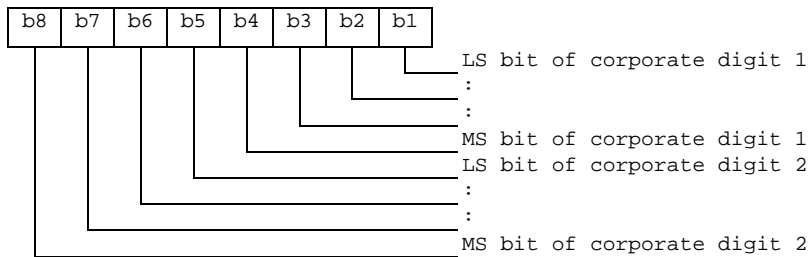 b8 b7 b6 b5 b4 b3 b2 b1
LS bit of corporate digit 1
:
:
MS bit of corporate digit 1
LS bit of corporate digit 2
:
:
MS bit of corporate digit 2